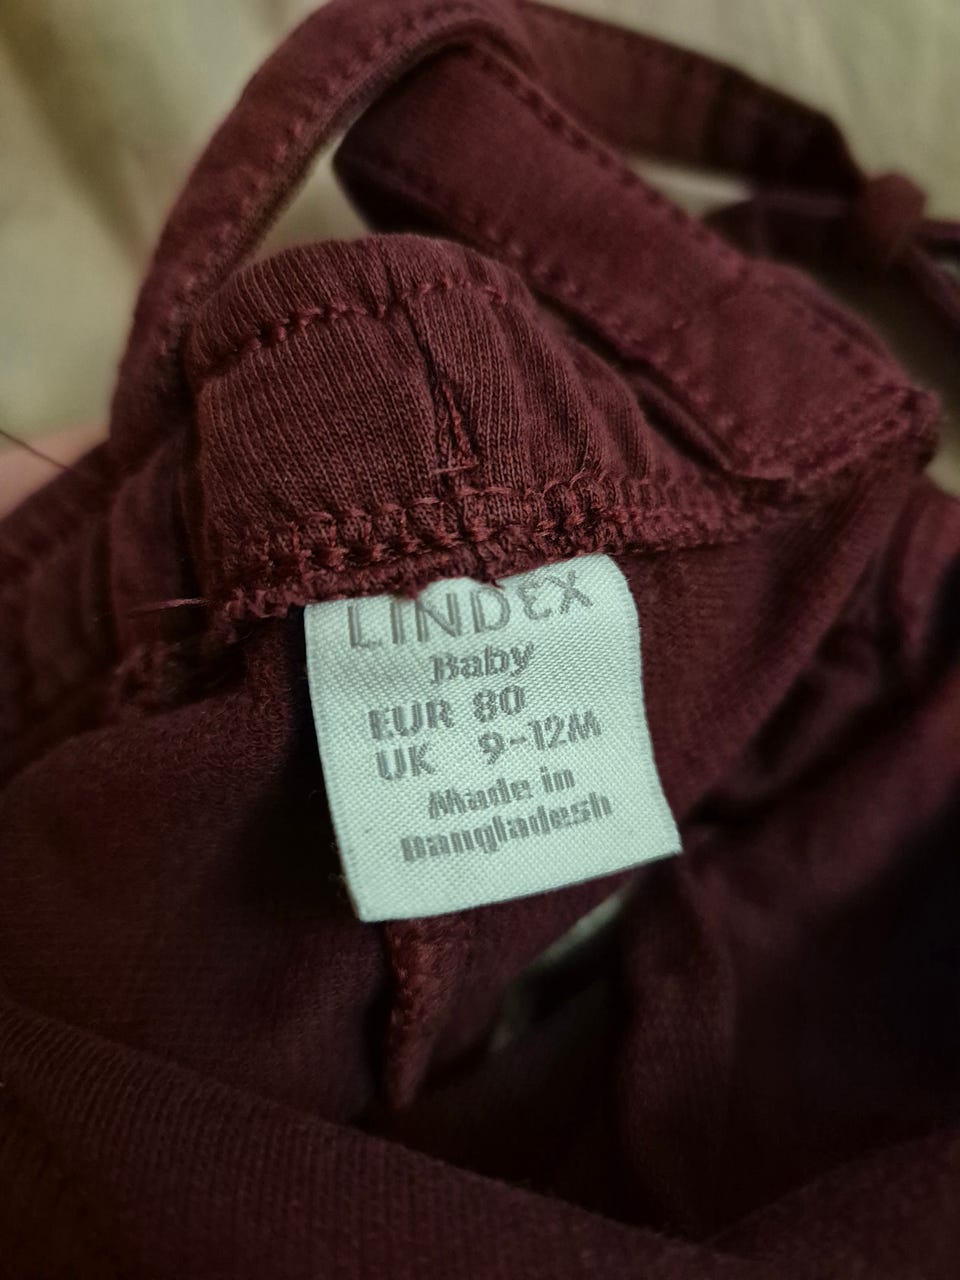 LINDEX
Baby
EUR 80
UK 9-12M
Made in
Bangladesh